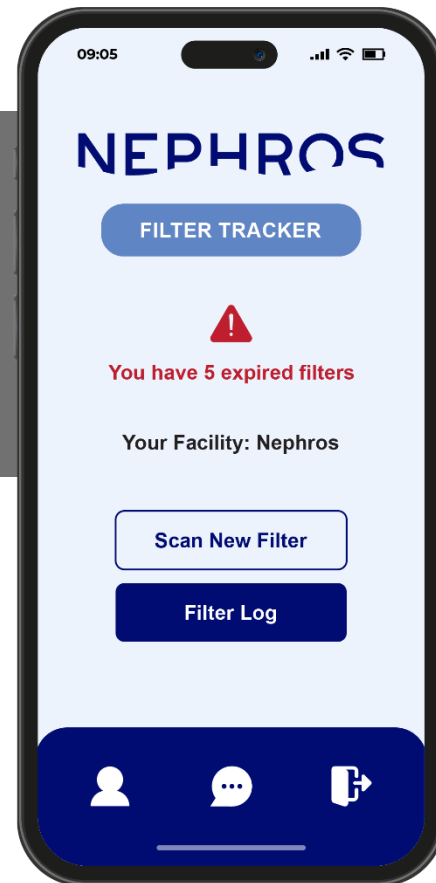 09:05
NEPHROS
FILTER TRACKER
You have 5 expired filters
Your Facility: Nephros
Scan New Filter
Filter Log